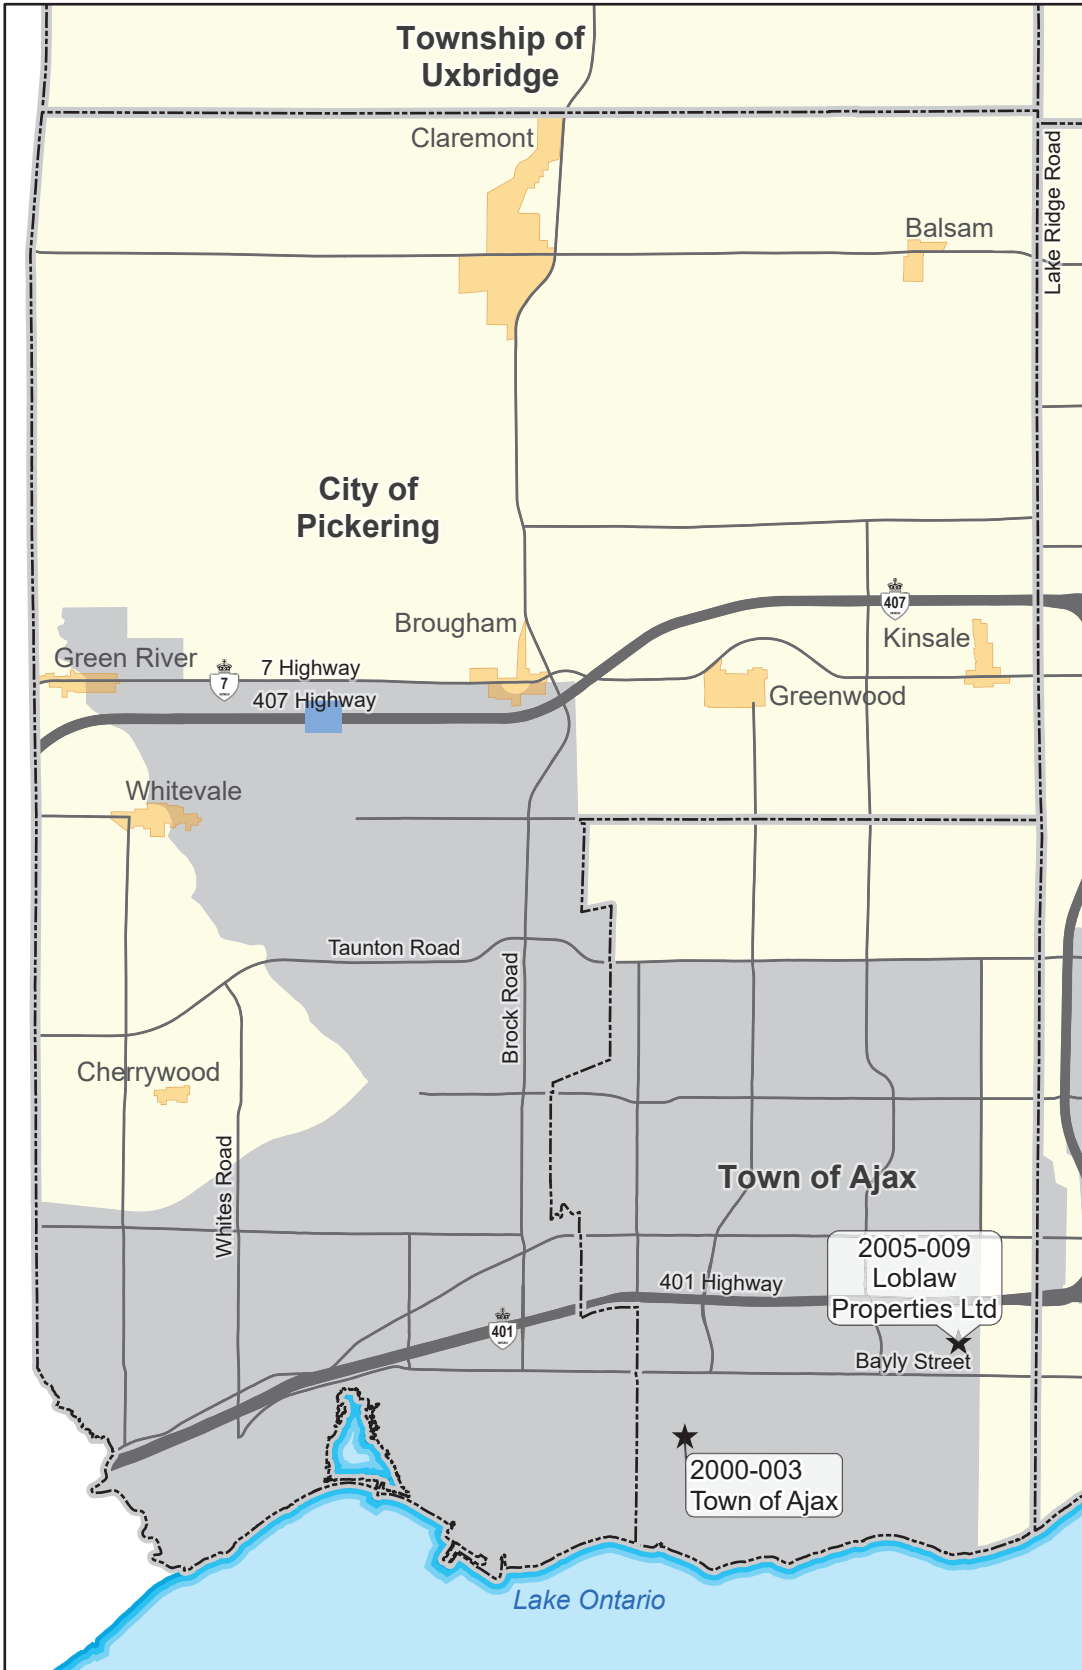 Township of
Uxbridge
Claremont
Lake Ridge Road
Balsam
City of
Pickering
407
Brougham
Kinsale
Green River
7 Highway
7
Greenwood
407 Highway
Whitevale
Taunton Road
Brock Road
Cherrywood
Whites Road
Town of Ajax
2005-009
Loblaw
Properties Ltd
401 Highway
401
Bayly Street
2000-003
Town of Ajax
Lake Ontario